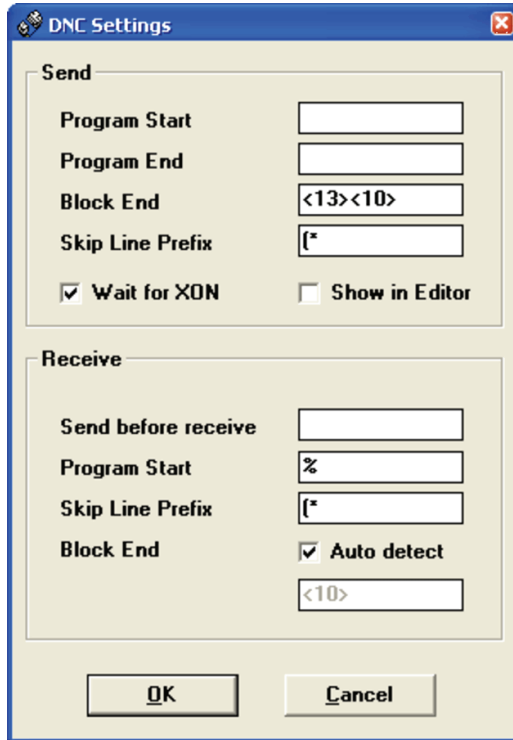 DNC Settings
Send
Program Start
Program End
Block End <13><10>
Skip Line Prefix (*
Wait for XON Show in Editor
Receive
Send before receive
Program Start %
Skip Line Prefix (*
Block End Auto detect
<10>
OK Cancel